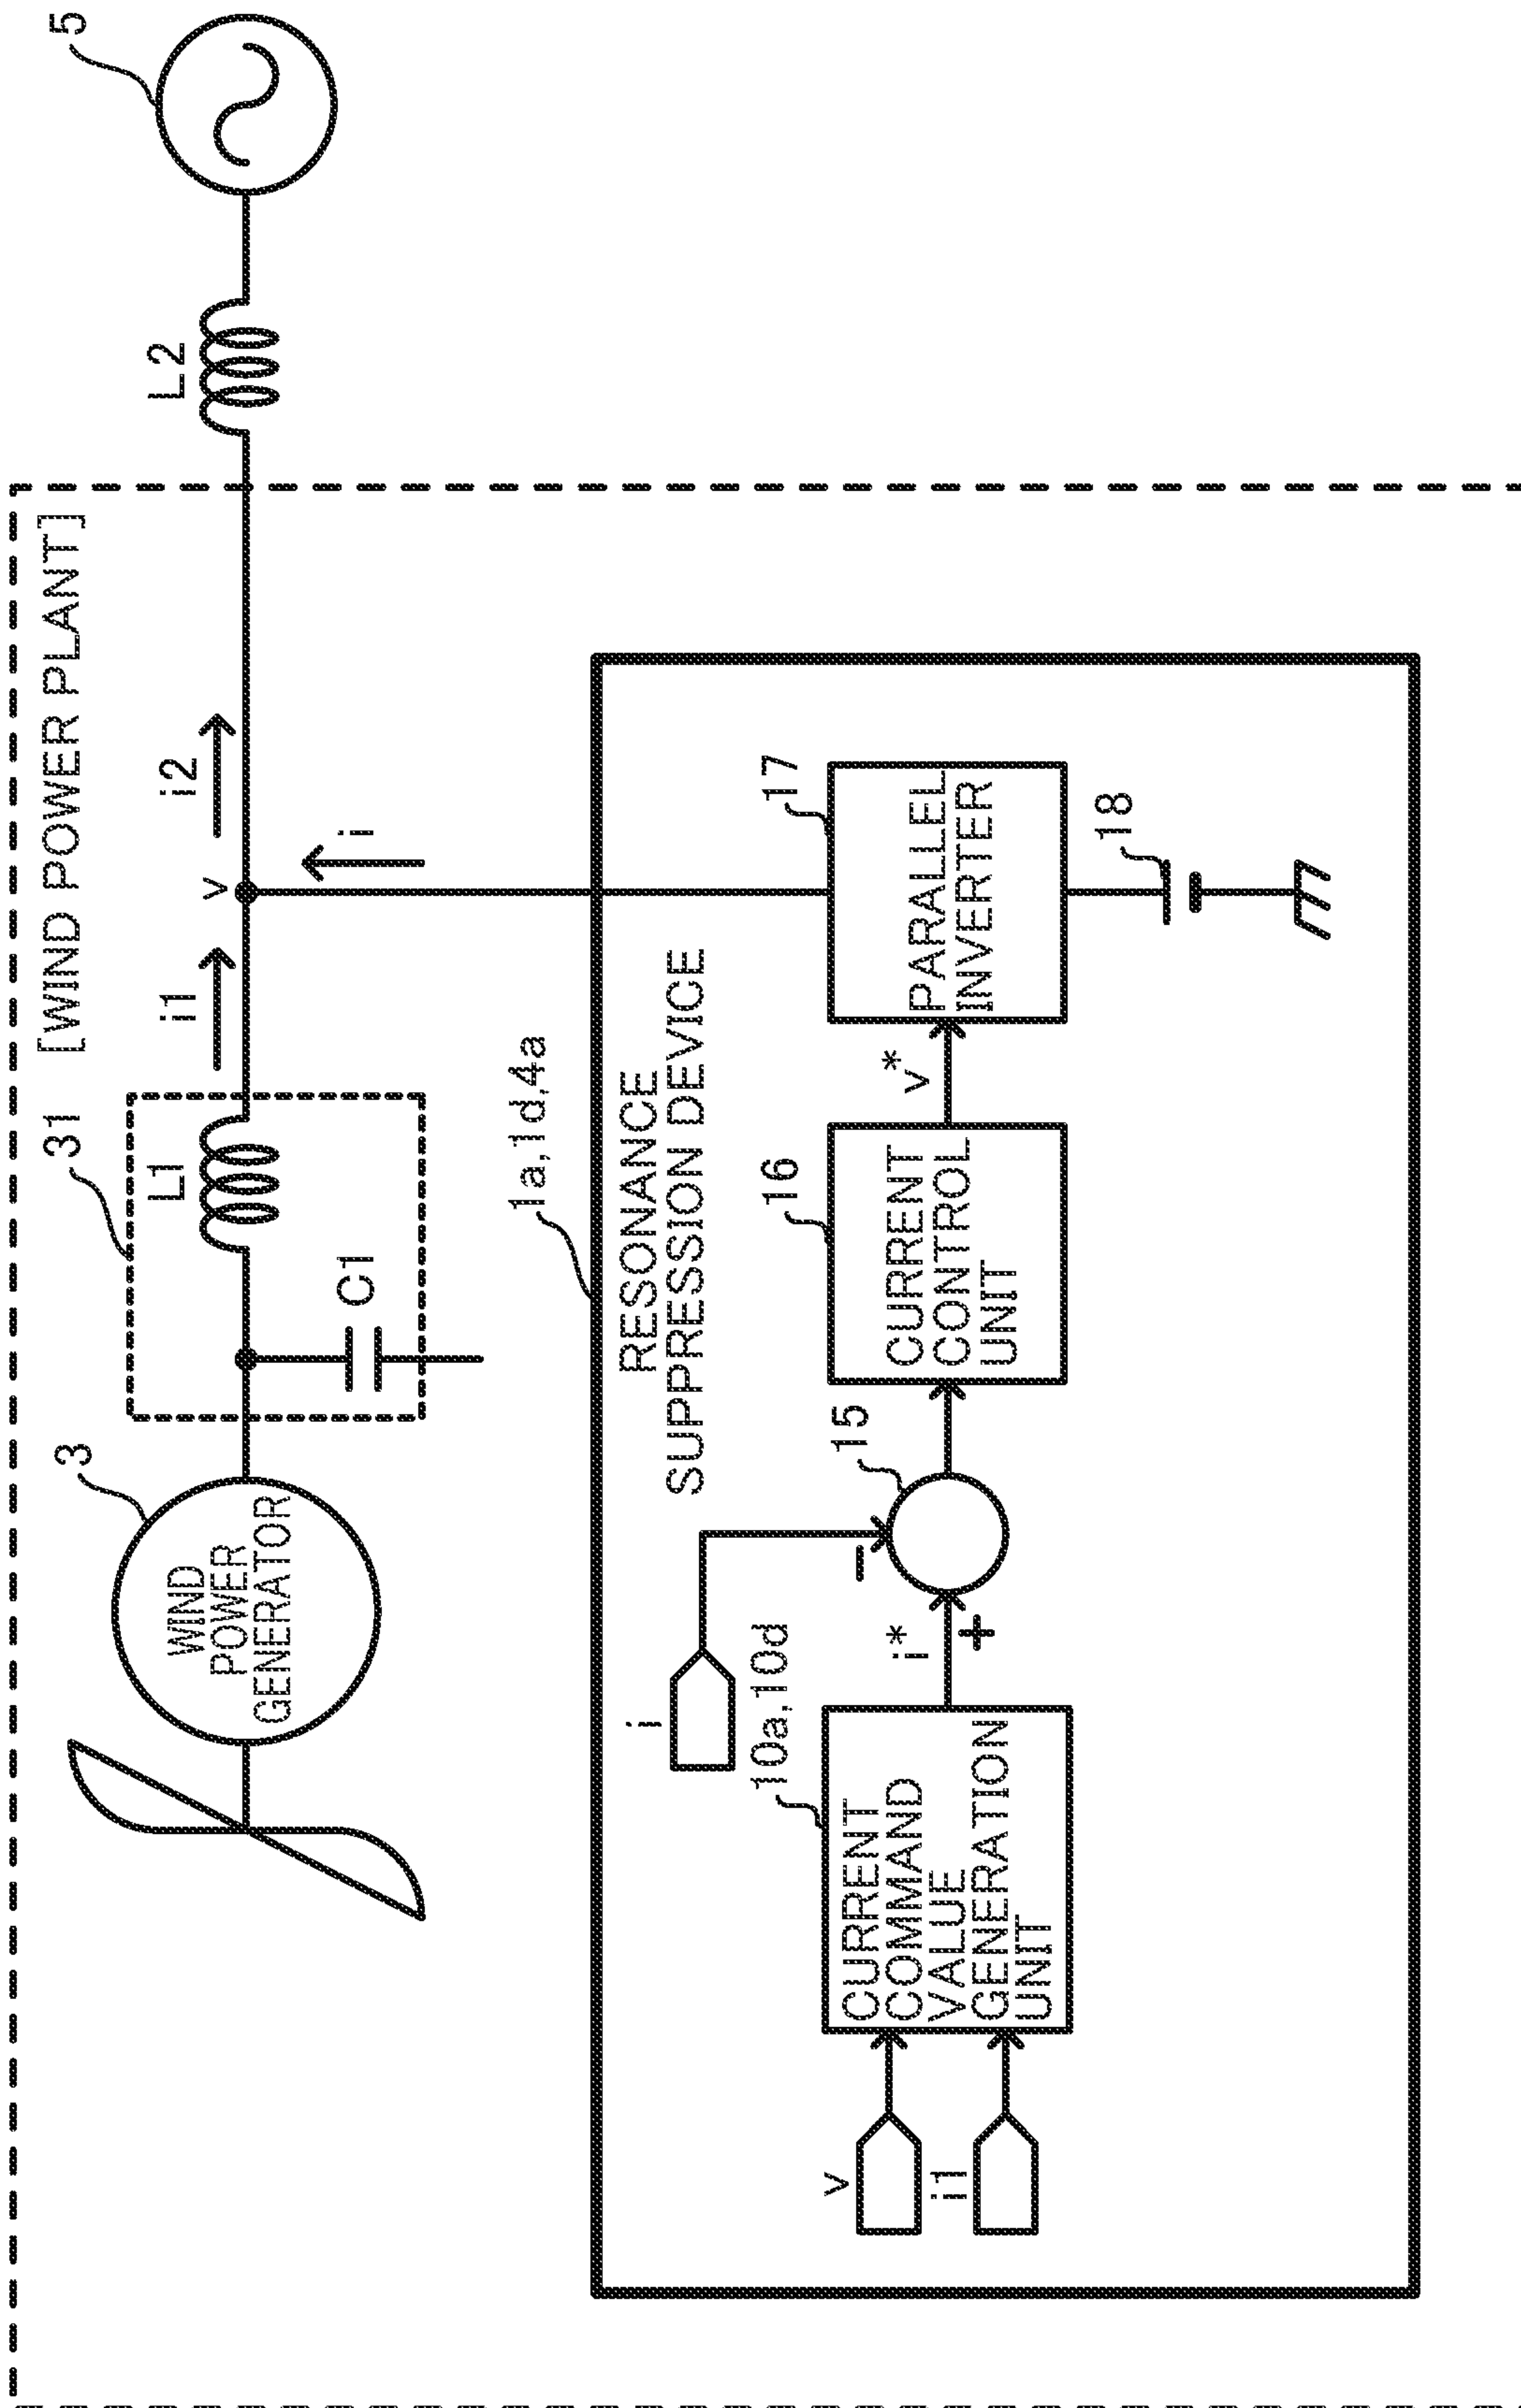 [WIND POWER PLANT]
3
WIND
POWER
GENERATOR
31
L1
C1
i1
v
i2
i
L2
5
1a,1d,4a
RESONANCE
SUPPRESSION DEVICE
i
v
i1
10a,10d
CURRENT
COMMAND
VALUE
GENERATION
UNIT
i*
+
−
15
16
CURRENT
CONTROL
UNIT
v*
17
PARALLEL
INVERTER
18